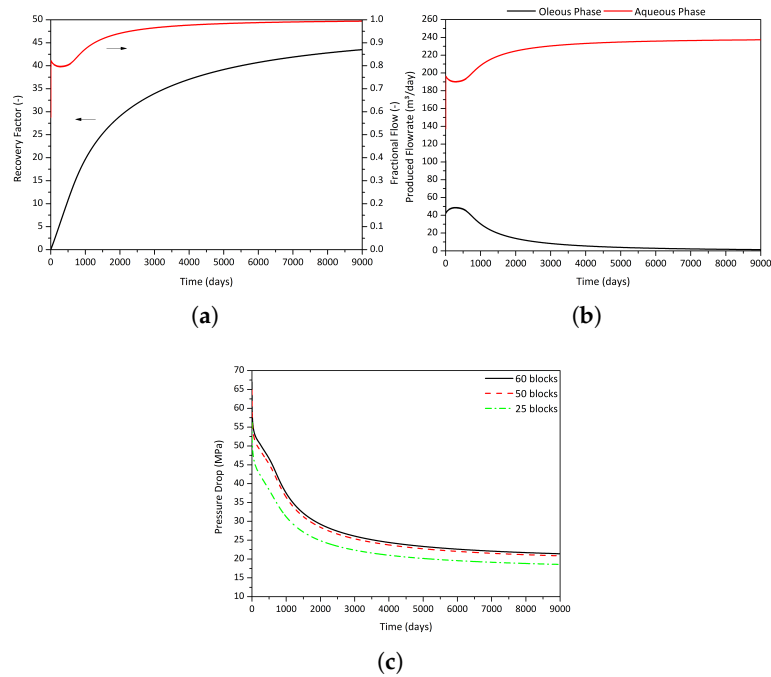 Oleous Phase Aqueous Phase
50
45
40
35
30
25
20
15
10
5
0
Recovery Factor (-)
1.0
0.9
0.8
0.7
0.6
0.5
0.4
0.3
0.2
0.1
0.0
Fractional Flow (-)
0 1000 2000 3000 4000 5000 6000 7000 8000 9000
Time (days)
(a)
260
240
220
200
180
160
140
120
100
80
60
40
20
0
Produced Flowrate (m³/day)
0 1000 2000 3000 4000 5000 6000 7000 8000 9000
Time (days)
(b)
70
65
60
55
50
45
40
35
30
25
20
15
10
Pressure Drop (MPa)
60 blocks
50 blocks
25 blocks
0 1000 2000 3000 4000 5000 6000 7000 8000 9000
Time (days)
(c)